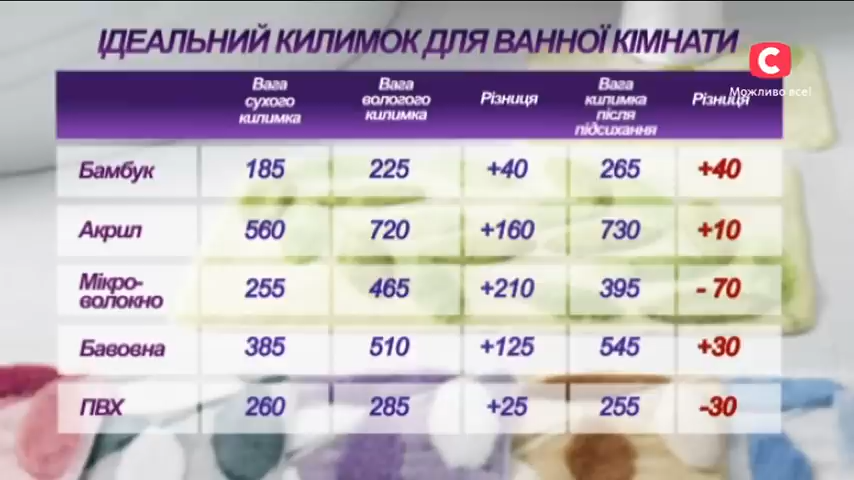 ІДЕАЛЬНИЙ КИЛИМОК ДЛЯ ВАННОЇ КІМНАТИ
С
Можливо все!
Вага сухого килимка Вага вологого килимка Різниця Вага килимка після підсихання Різниця
Бамбук 185 225 +40 265 +40
Акрил 560 720 +160 730 +10
Мікро-
волокно 255 465 +210 395 - 70
Бавовна 385 510 +125 545 +30
ПВХ 260 285 +25 255 -30